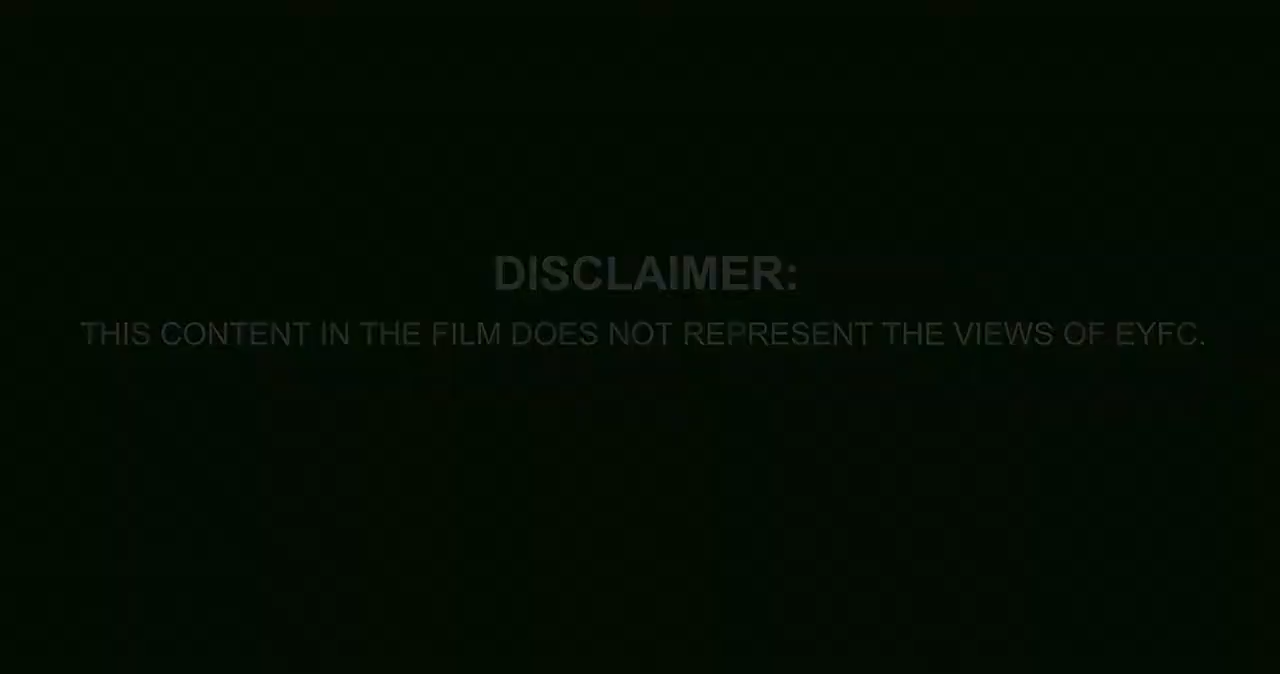 DISCLAIMER:
THIS CONTENT IN THE FILM DOES NOT REPRESENT THE VIEWS OF EYFC.